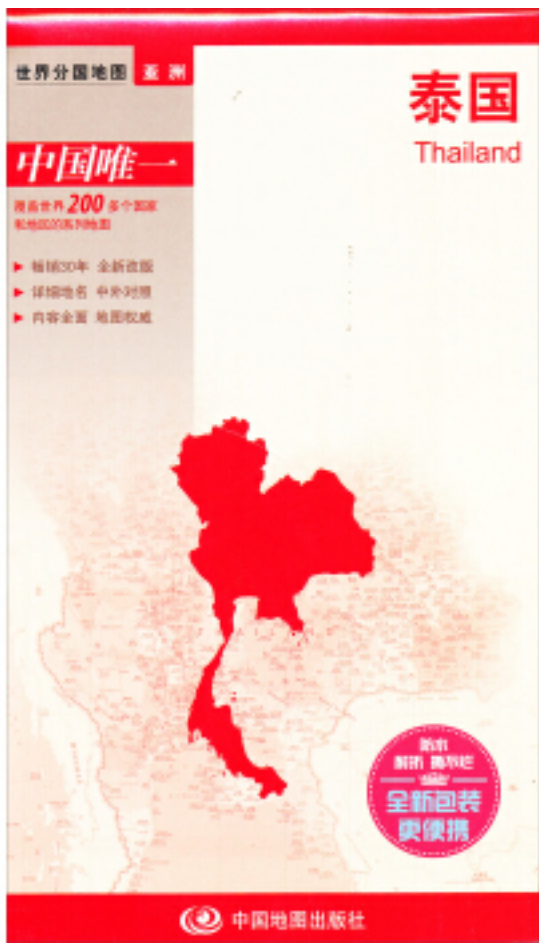 世界分国地图 亚洲
泰国
Thailand
中国唯一
覆盖世界200多个国家
和地区的系列地图
▶ 畅销30年 全新改版
▶ 详细地名 中外对照
▶ 内容全面 地图权威
防水
耐折 撕不烂
全新包装
更便携
中国地图出版社